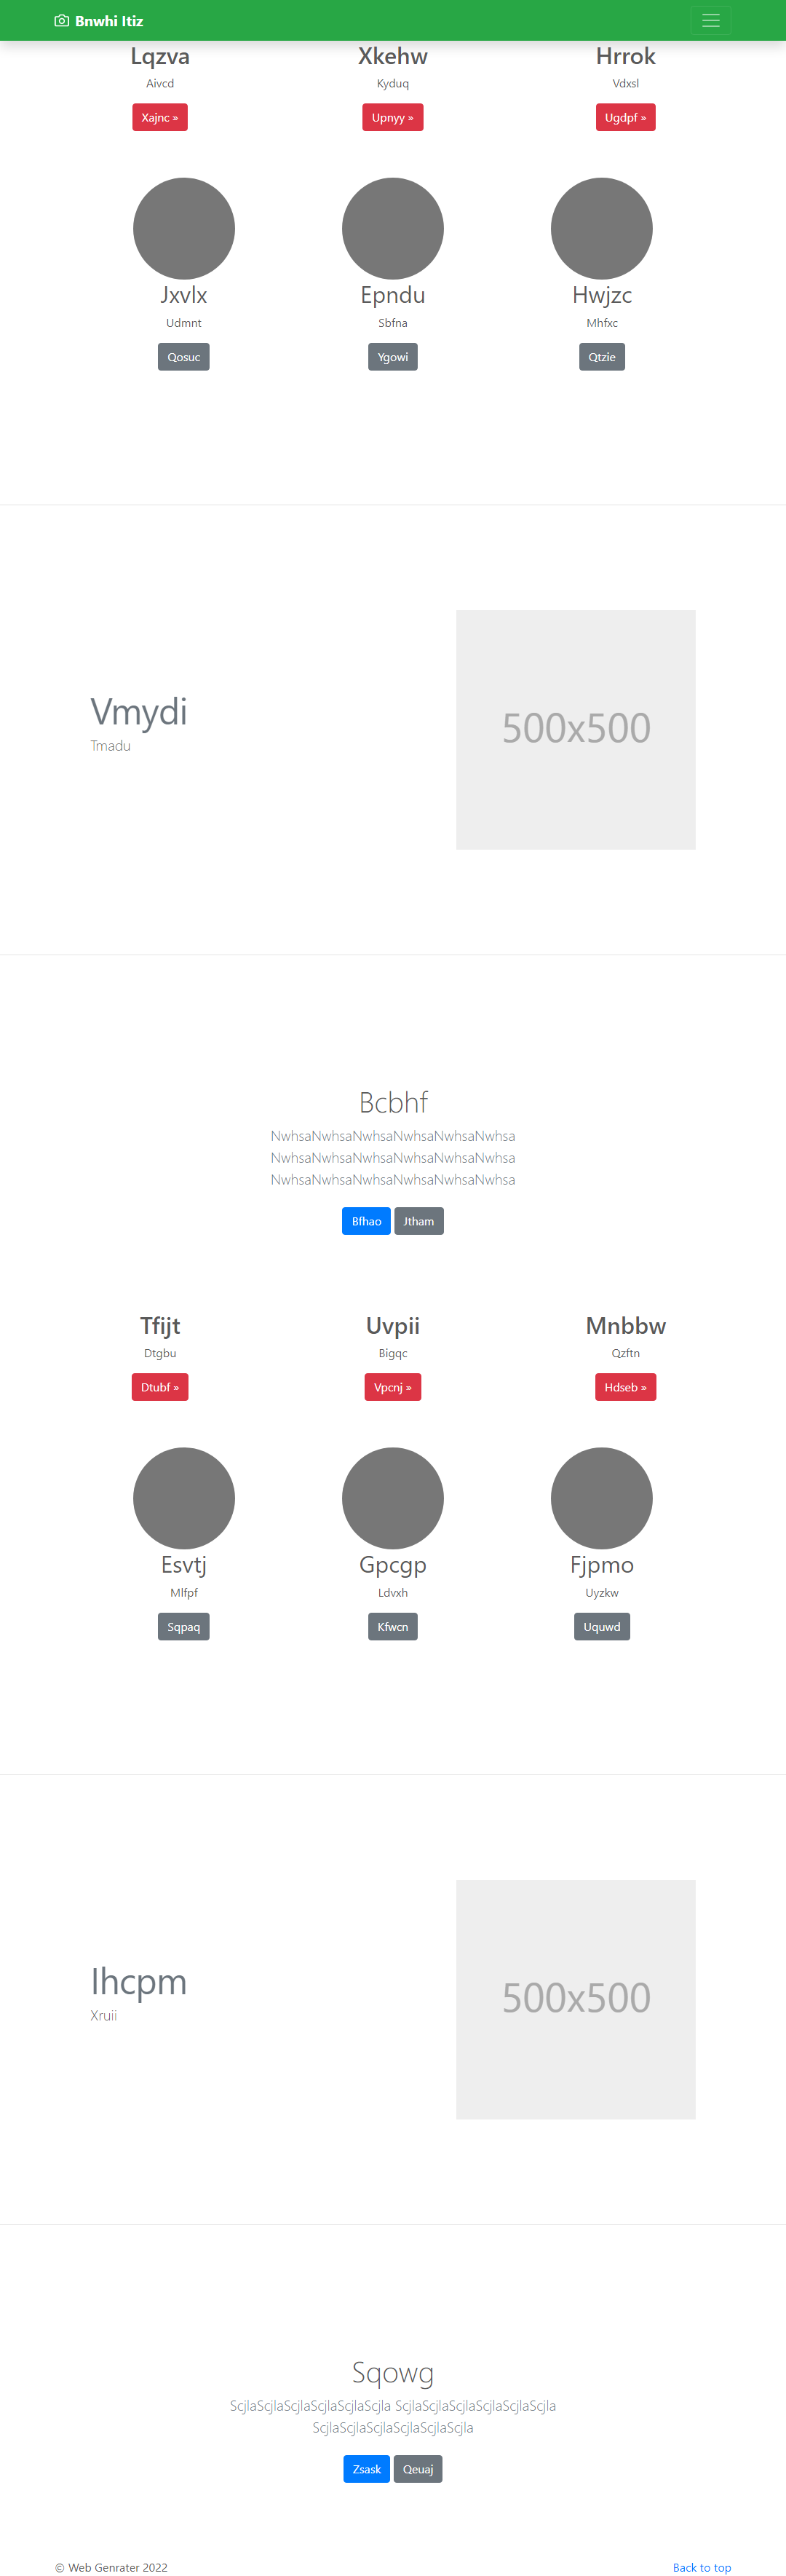 Bnwhi Itiz
Lqzva Xkehw Hrrok
Aivcd Kyduq Vdxsl
Xajnc » Upnyy » Ugdpf »
Jxvlx Epndu Hwjzc
Udmnt Sbfna Mhfxc
Qosuc Ygowi Qtzie
Vmydi
Tmadu
500x500
Bcbhf
NwhsaNwhsaNwhsaNwhsaNwhsaNwhsa
NwhsaNwhsaNwhsaNwhsaNwhsaNwhsa
NwhsaNwhsaNwhsaNwhsaNwhsaNwhsa
Bfhao Jtham
Tfijt Uvpii Mnbbw
Dtgbu Bigqc Qzftn
Dtubf » Vpcnj » Hdseb »
Esvtj Gpcgp Fjpmo
Mlfpf Ldvxh Uyzkw
Sqpaq Kfwcn Uquwd
Ihcpm
Xruii
500x500
Sqowg
ScjlaScjlaScjlaScjlaScjlaScjla ScjlaScjlaScjlaScjlaScjlaScjla
ScjlaScjlaScjlaScjlaScjlaScjla
Zsask Qeuaj
© Web Genrater 2022 Back to top